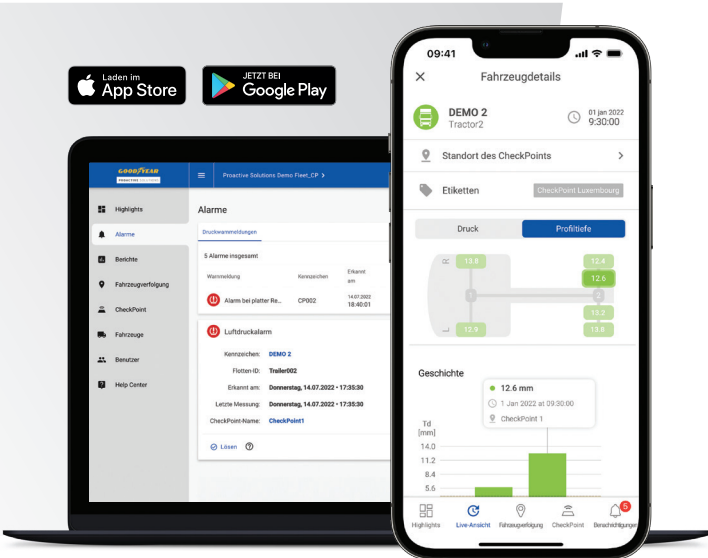 Laden im
App Store
JETZT BEI
Google Play
GOODYEAR
PROACTIVE SOLUTIONS
Proactive Solutions Demo Fleet_CP >
Highlights
Alarme
Berichte
Fahrzeugverfolgung
CheckPoint
Fahrzeuge
Benutzer
Help Center
Alarme
Druckwarnmeldungen
5 Alarme insgesamt
Warnmeldung
Kennzeichen
Erkannt
am
Alarm bei platter Re..
CP002
14.07.2022
18:40:01
Luftdruckalarm
Kennzeichen: DEMO 2
Flotten-ID: Trailer002
Erkannt am: Donnerstag, 14.07.2022 • 17:35:30
Letzte Messung: Donnerstag, 14.07.2022 • 17:35:30
CheckPoint-Name: CheckPoint1
Lösen
09:41
Fahrzeugdetails
DEMO 2
Tractor2
01 jan 2022
9:30:00
Standort des CheckPoints
Etiketten
CheckPoint Luxembourg
Druck
Profiltiefe
R
13.8
12.4
12.6
1
2
13.2
L
12.9
13.8
Geschichte
12.6 mm
1 Jan 2022 at 09:30:00
CheckPoint 1
Td
[mm]
14.0
11.2
8.4
5.6
5
Highlights
Live-Ansicht
Fahrzeugverfolgung
CheckPoint
Benachrichtigungen